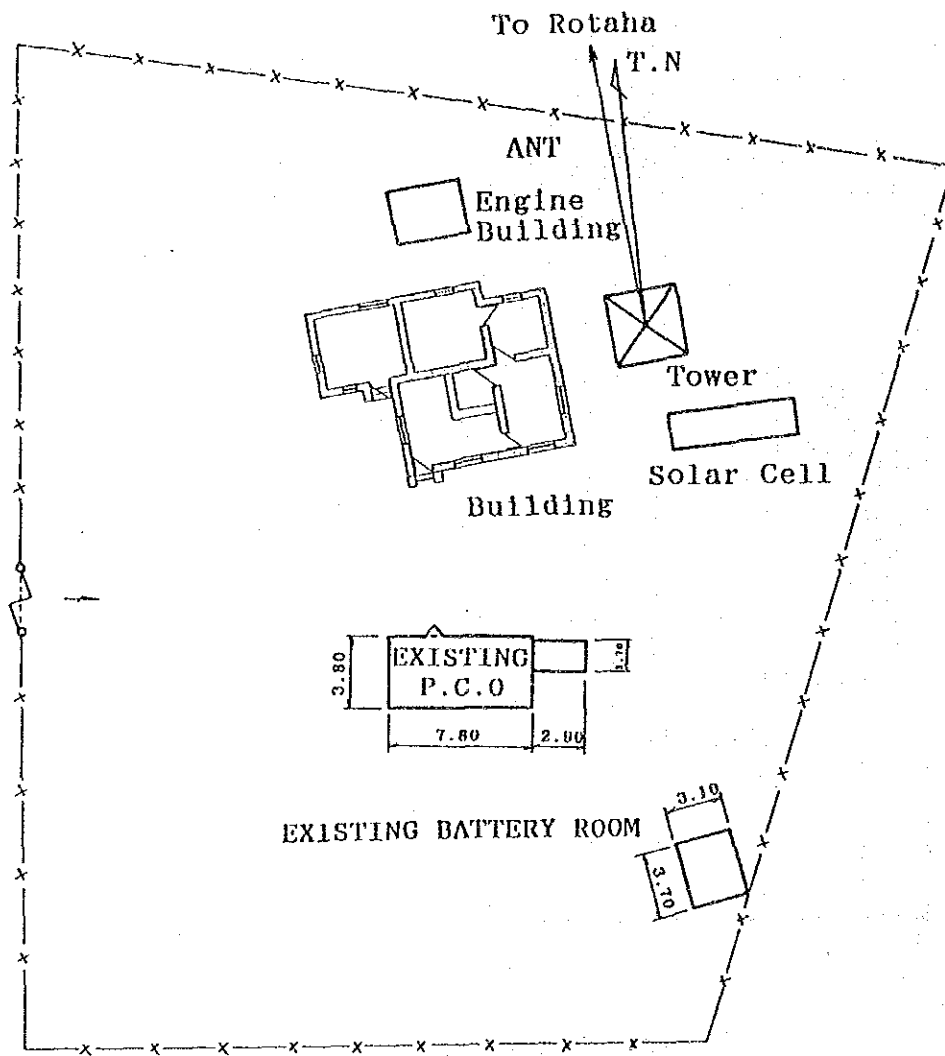 To Rotaha
T.N
ANT
Engine
Building
Tower
Solar Cell
Building
EXISTING
P.C.O
3.80
7.80
2.90
EXISTING BATTERY ROOM
3.10
3.70